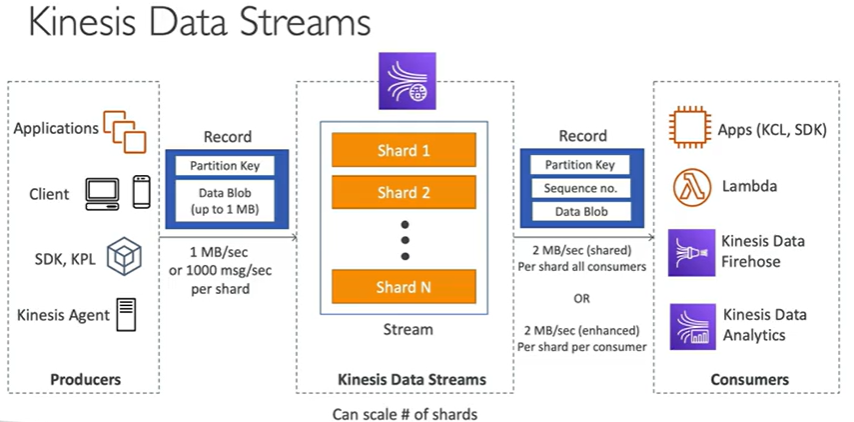 Kinesis Data Streams
Applications
Client
SDK, KPL
Kinesis Agent
Producers
Record
Partition Key
Data Blob
(up to 1 MB)
1 MB/sec
or 1000 msg/sec
per shard
Shard 1
Shard 2
Shard N
Stream
Kinesis Data Streams
Can scale # of shards
Record
Partition Key
Sequence no.
Data Blob
2 MB/sec (shared)
Per shard all consumers
OR
2 MB/sec (enhanced)
Per shard per consumer
Apps (KCL, SDK)
Lambda
Kinesis Data
Firehose
Kinesis Data
Analytics
Consumers